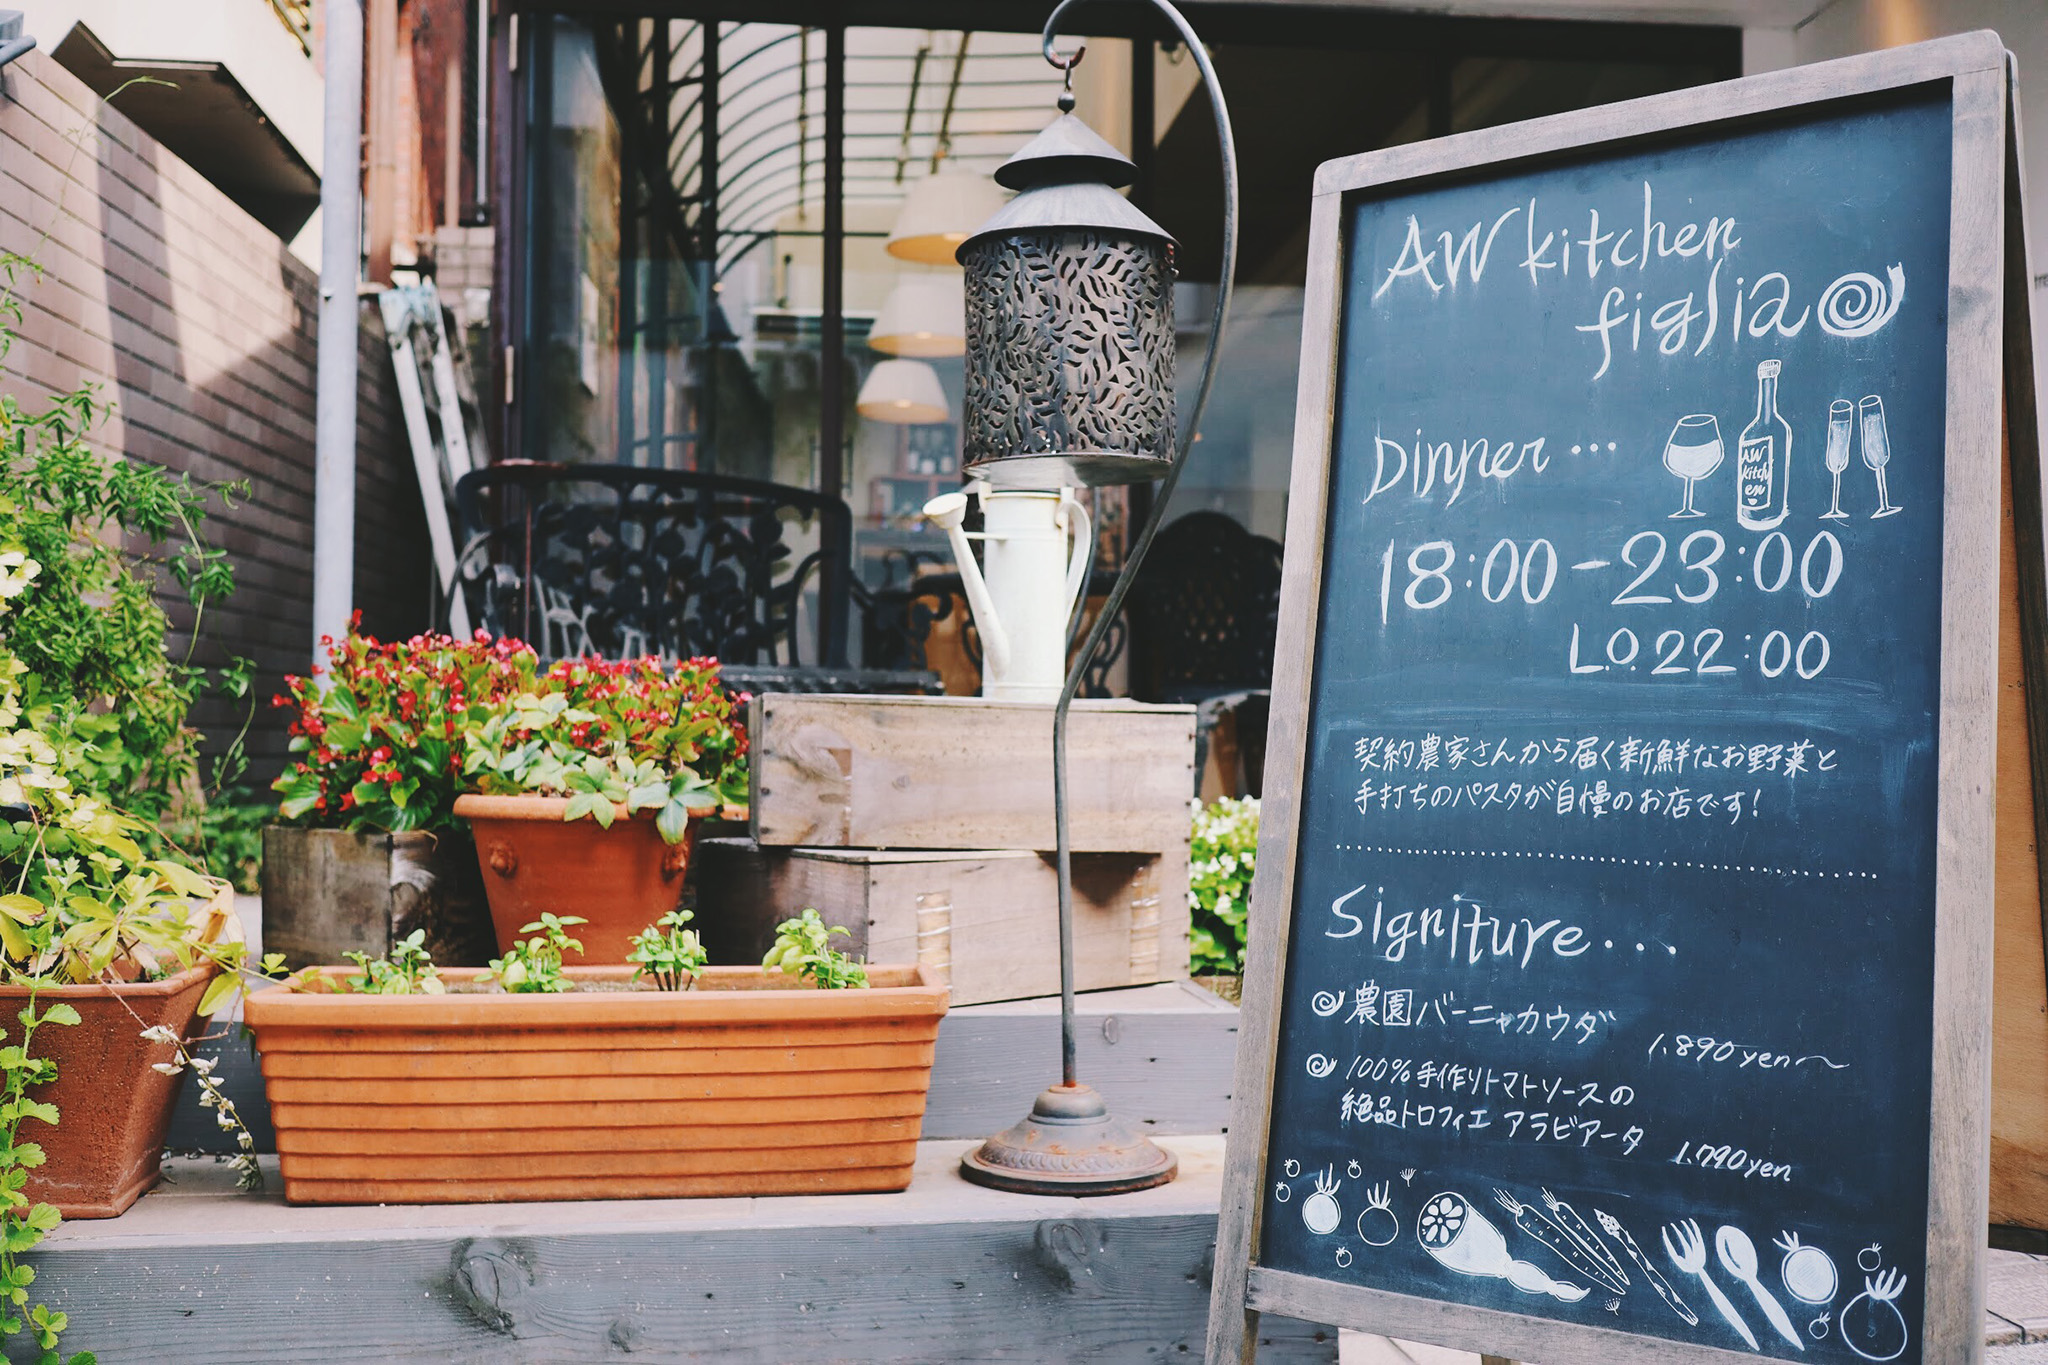 AW kitchen
figlia
Dinner...
AW
kitch
en
18:00-23:00
L.O.22:00
契約農家さんから届く新鮮なお野菜と
手打ちのパスタが自慢のお店です!
Signiture...
農園バーニャカウダ
1.890yen〜
100%手作りトマトソースの
絶品トロフィエ アラビアータ
1.790yen